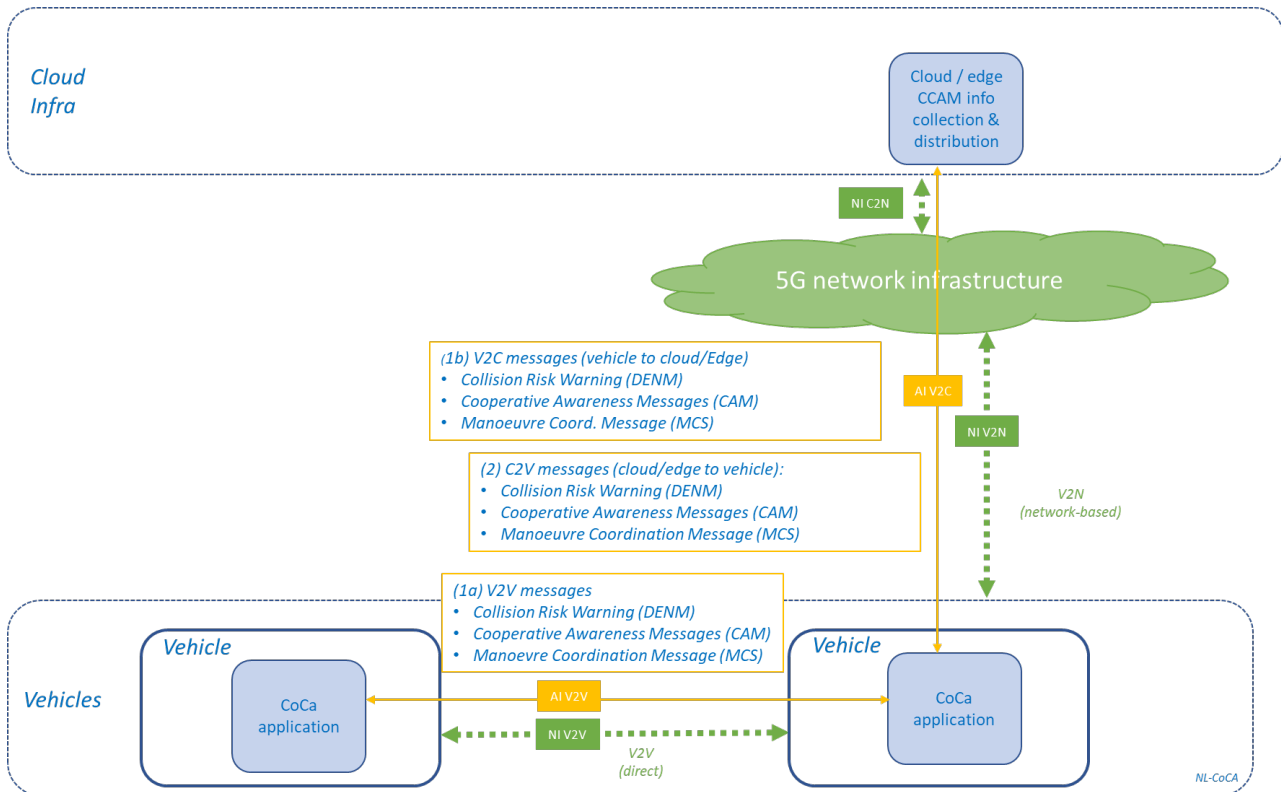 Cloud
Infra
Cloud / edge
CCAM info
collection &
distribution
NI C2N
5G network infrastructure
(1b) V2C messages (vehicle to cloud/Edge)
• Collision Risk Warning (DENM)
• Cooperative Awareness Messages (CAM)
• Manoeuvre Coord. Message (MCS)
AI V2C
NI V2N
(2) C2V messages (cloud/edge to vehicle):
• Collision Risk Warning (DENM)
• Cooperative Awareness Messages (CAM)
• Manoeuvre Coordination Message (MCS)
V2N
(network-based)
(1a) V2V messages
• Collision Risk Warning (DENM)
• Cooperative Awareness Messages (CAM)
• Manoevre Coordination Message (MCS)
Vehicles
Vehicle
CoCa
application
AI V2V
NI V2V
V2V
(direct)
Vehicle
CoCa
application
NL-CoCA